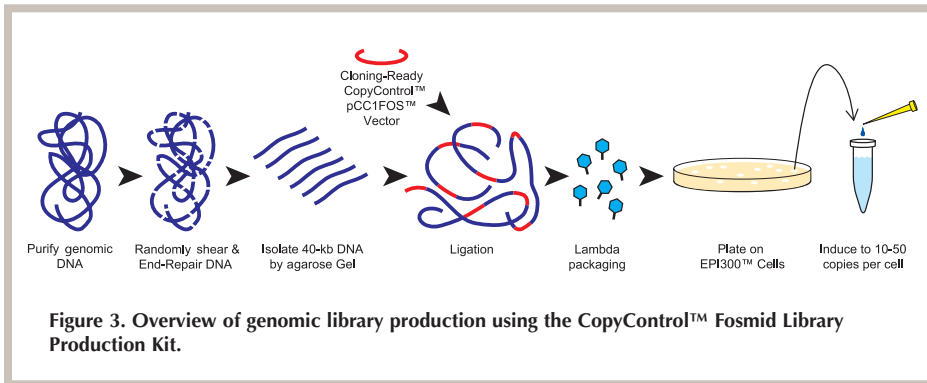 Cloning-Ready
CopyControl™
pCC1FOS™
Vector
Purify genomic
DNA
Randomly shear &
End-Repair DNA
Isolate 40-kb DNA
by agarose Gel
Ligation
Lambda
packaging
Plate on
EPI300™ Cells
Induce to 10-50
copies per cell
Figure 3. Overview of genomic library production using the CopyControl™ Fosmid Library
Production Kit.